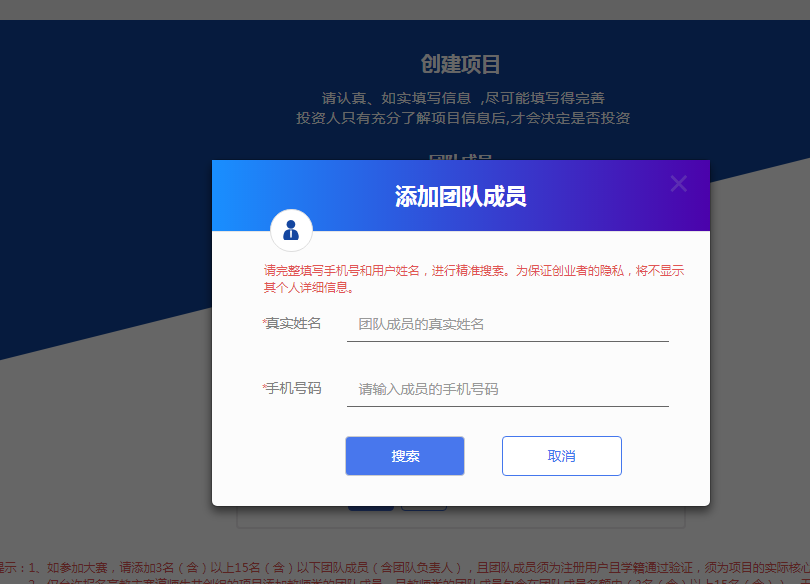 创建项目
请认真、如实填写信息 ,尽可能填写得完善
投资人只有充分了解项目信息后,才会决定是否投资
团队成员
添加团队成员
请完整填写手机号和用户姓名，进行精准搜索。为保证创业者的隐私，将不显示
其个人详细信息。
*真实姓名 团队成员的真实姓名
*手机号码 请输入成员的手机号码
搜索 取消
提示：1、如参加大赛，请添加3名（含）以上15名（含）以下团队成员（含团队负责人），且团队成员须为注册用户且学籍通过验证，须为项目的实际核心